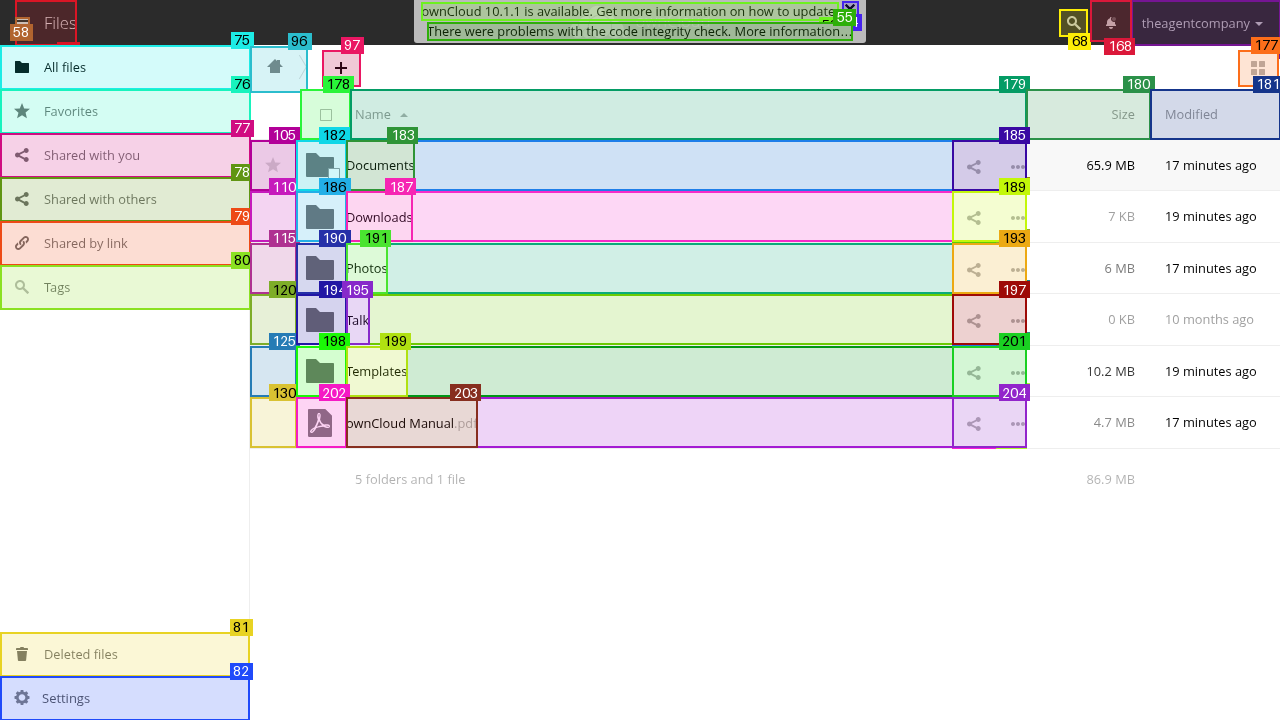 ownCloud 10.1.1 is available. Get more information on how to update
55
There were problems with the code integrity check. More information...
Files
58
theagentcompany
68
168
75
96
97
177
All files
76
178
179
180
181
Favorites
Name
Size
Modified
77
105
182
183
185
Shared with you
Documents
65.9 MB
17 minutes ago
78
110
186
187
189
Shared with others
Downloads
7 KB
19 minutes ago
79
115
190
191
193
Shared by link
Photos
6 MB
17 minutes ago
80
120
194
195
197
Tags
Talk
0 KB
10 months ago
125
198
199
201
Templates
10.2 MB
19 minutes ago
130
202
203
204
ownCloud Manual.pdf
4.7 MB
17 minutes ago
5 folders and 1 file
86.9 MB
81
Deleted files
82
Settings